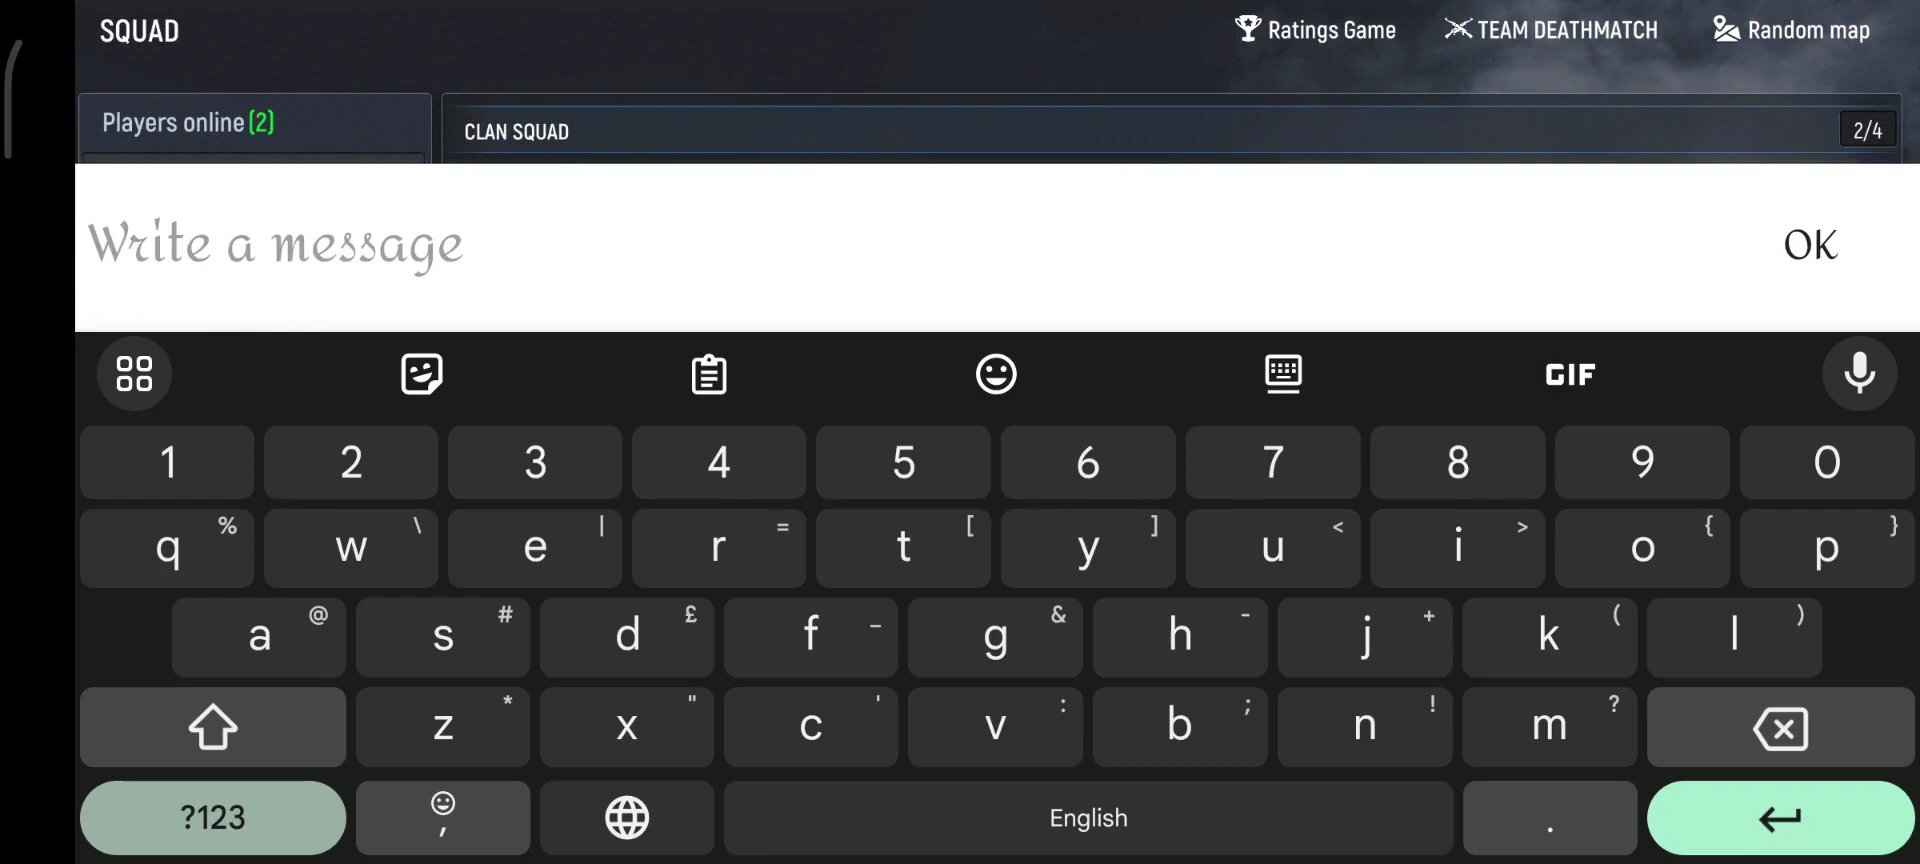 SQUAD
Ratings Game
TEAM DEATHMATCH
Random map
Players online (2)
CLAN SQUAD
2/4
Write a message
OK
GIF
1 2 3 4 5 6 7 8 9 0
q % w \ e | r = t [ y ] u < i > o { p }
a @ s # d £ f _ g & h - j + k ( l )
z * x " c ' v : b ; n ! m ?
?123 , English .